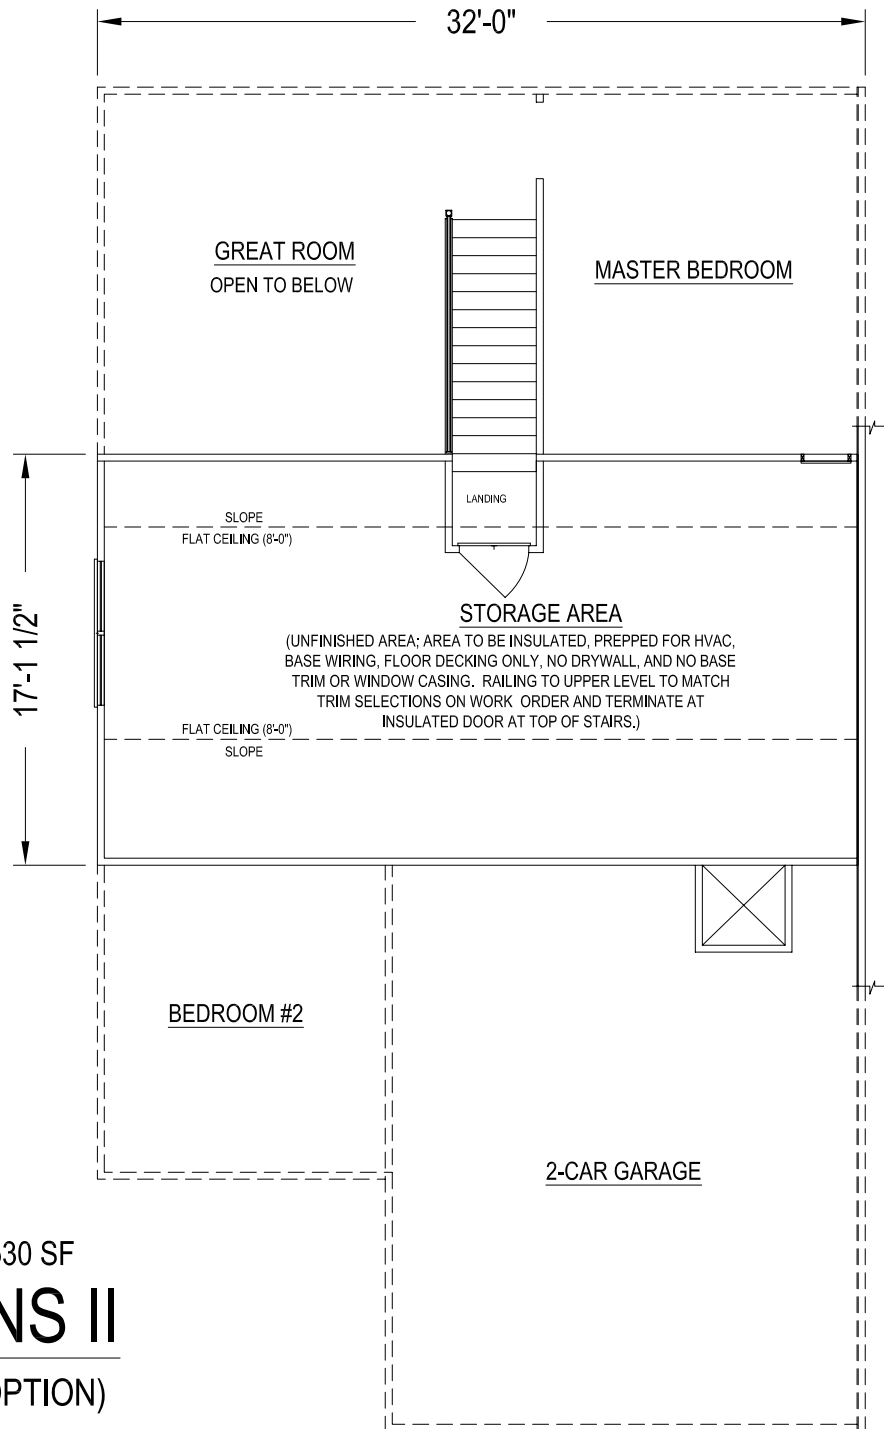 32'-0"
GREAT ROOM
OPEN TO BELOW
MASTER BEDROOM
LANDING
SLOPE
FLAT CEILING (8'-0")
17'-1 1/2"
STORAGE AREA
(UNFINISHED AREA; AREA TO BE INSULATED, PREPPED FOR HVAC,
BASE WIRING, FLOOR DECKING ONLY, NO DRYWALL, AND NO BASE
TRIM OR WINDOW CASING. RAILING TO UPPER LEVEL TO MATCH
TRIM SELECTIONS ON WORK ORDER AND TERMINATE AT
INSULATED DOOR AT TOP OF STAIRS.)
FLAT CEILING (8'-0")
SLOPE
BEDROOM #2
2-CAR GARAGE
30 SF
NS II
OPTION)